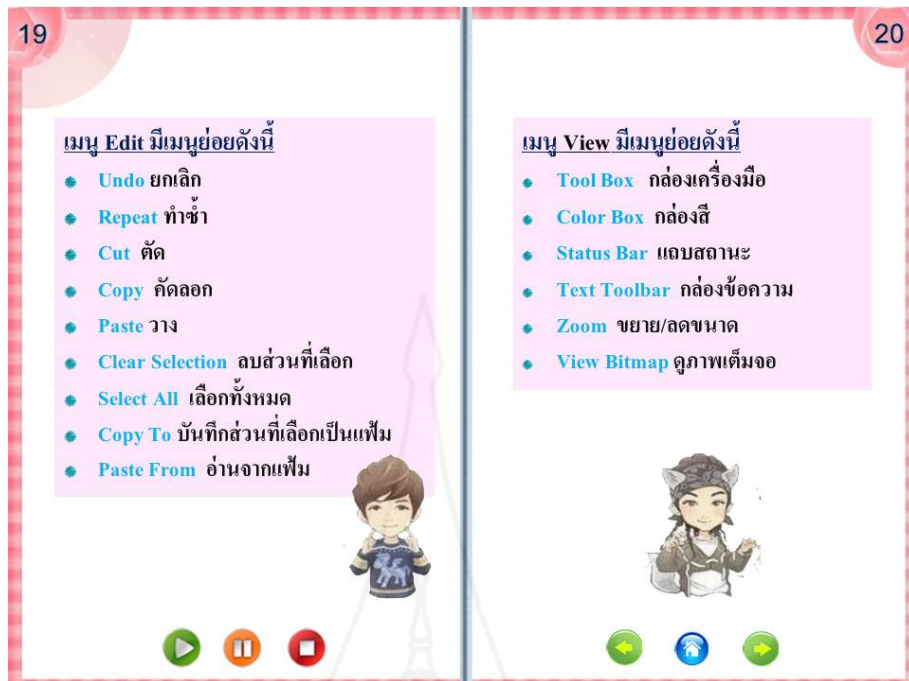 19
เมนู Edit มีเมนูย่อยดังนี้
Undo ยกเลิก
Repeat ทำซ้ำ
Cut ตัด
Copy คัดลอก
Paste วาง
Clear Selection ลบส่วนที่เลือก
Select All เลือกทั้งหมด
Copy To บันทึกส่วนที่เลือกเป็นแฟ้ม
Paste From อ่านจากแฟ้ม
20
เมนู View มีเมนูย่อยดังนี้
Tool Box กล่องเครื่องมือ
Color Box กล่องสี
Status Bar แถบสถานะ
Text Toolbar กล่องข้อความ
Zoom ขยาย/ลดขนาด
View Bitmap ดูภาพเต็มจอ